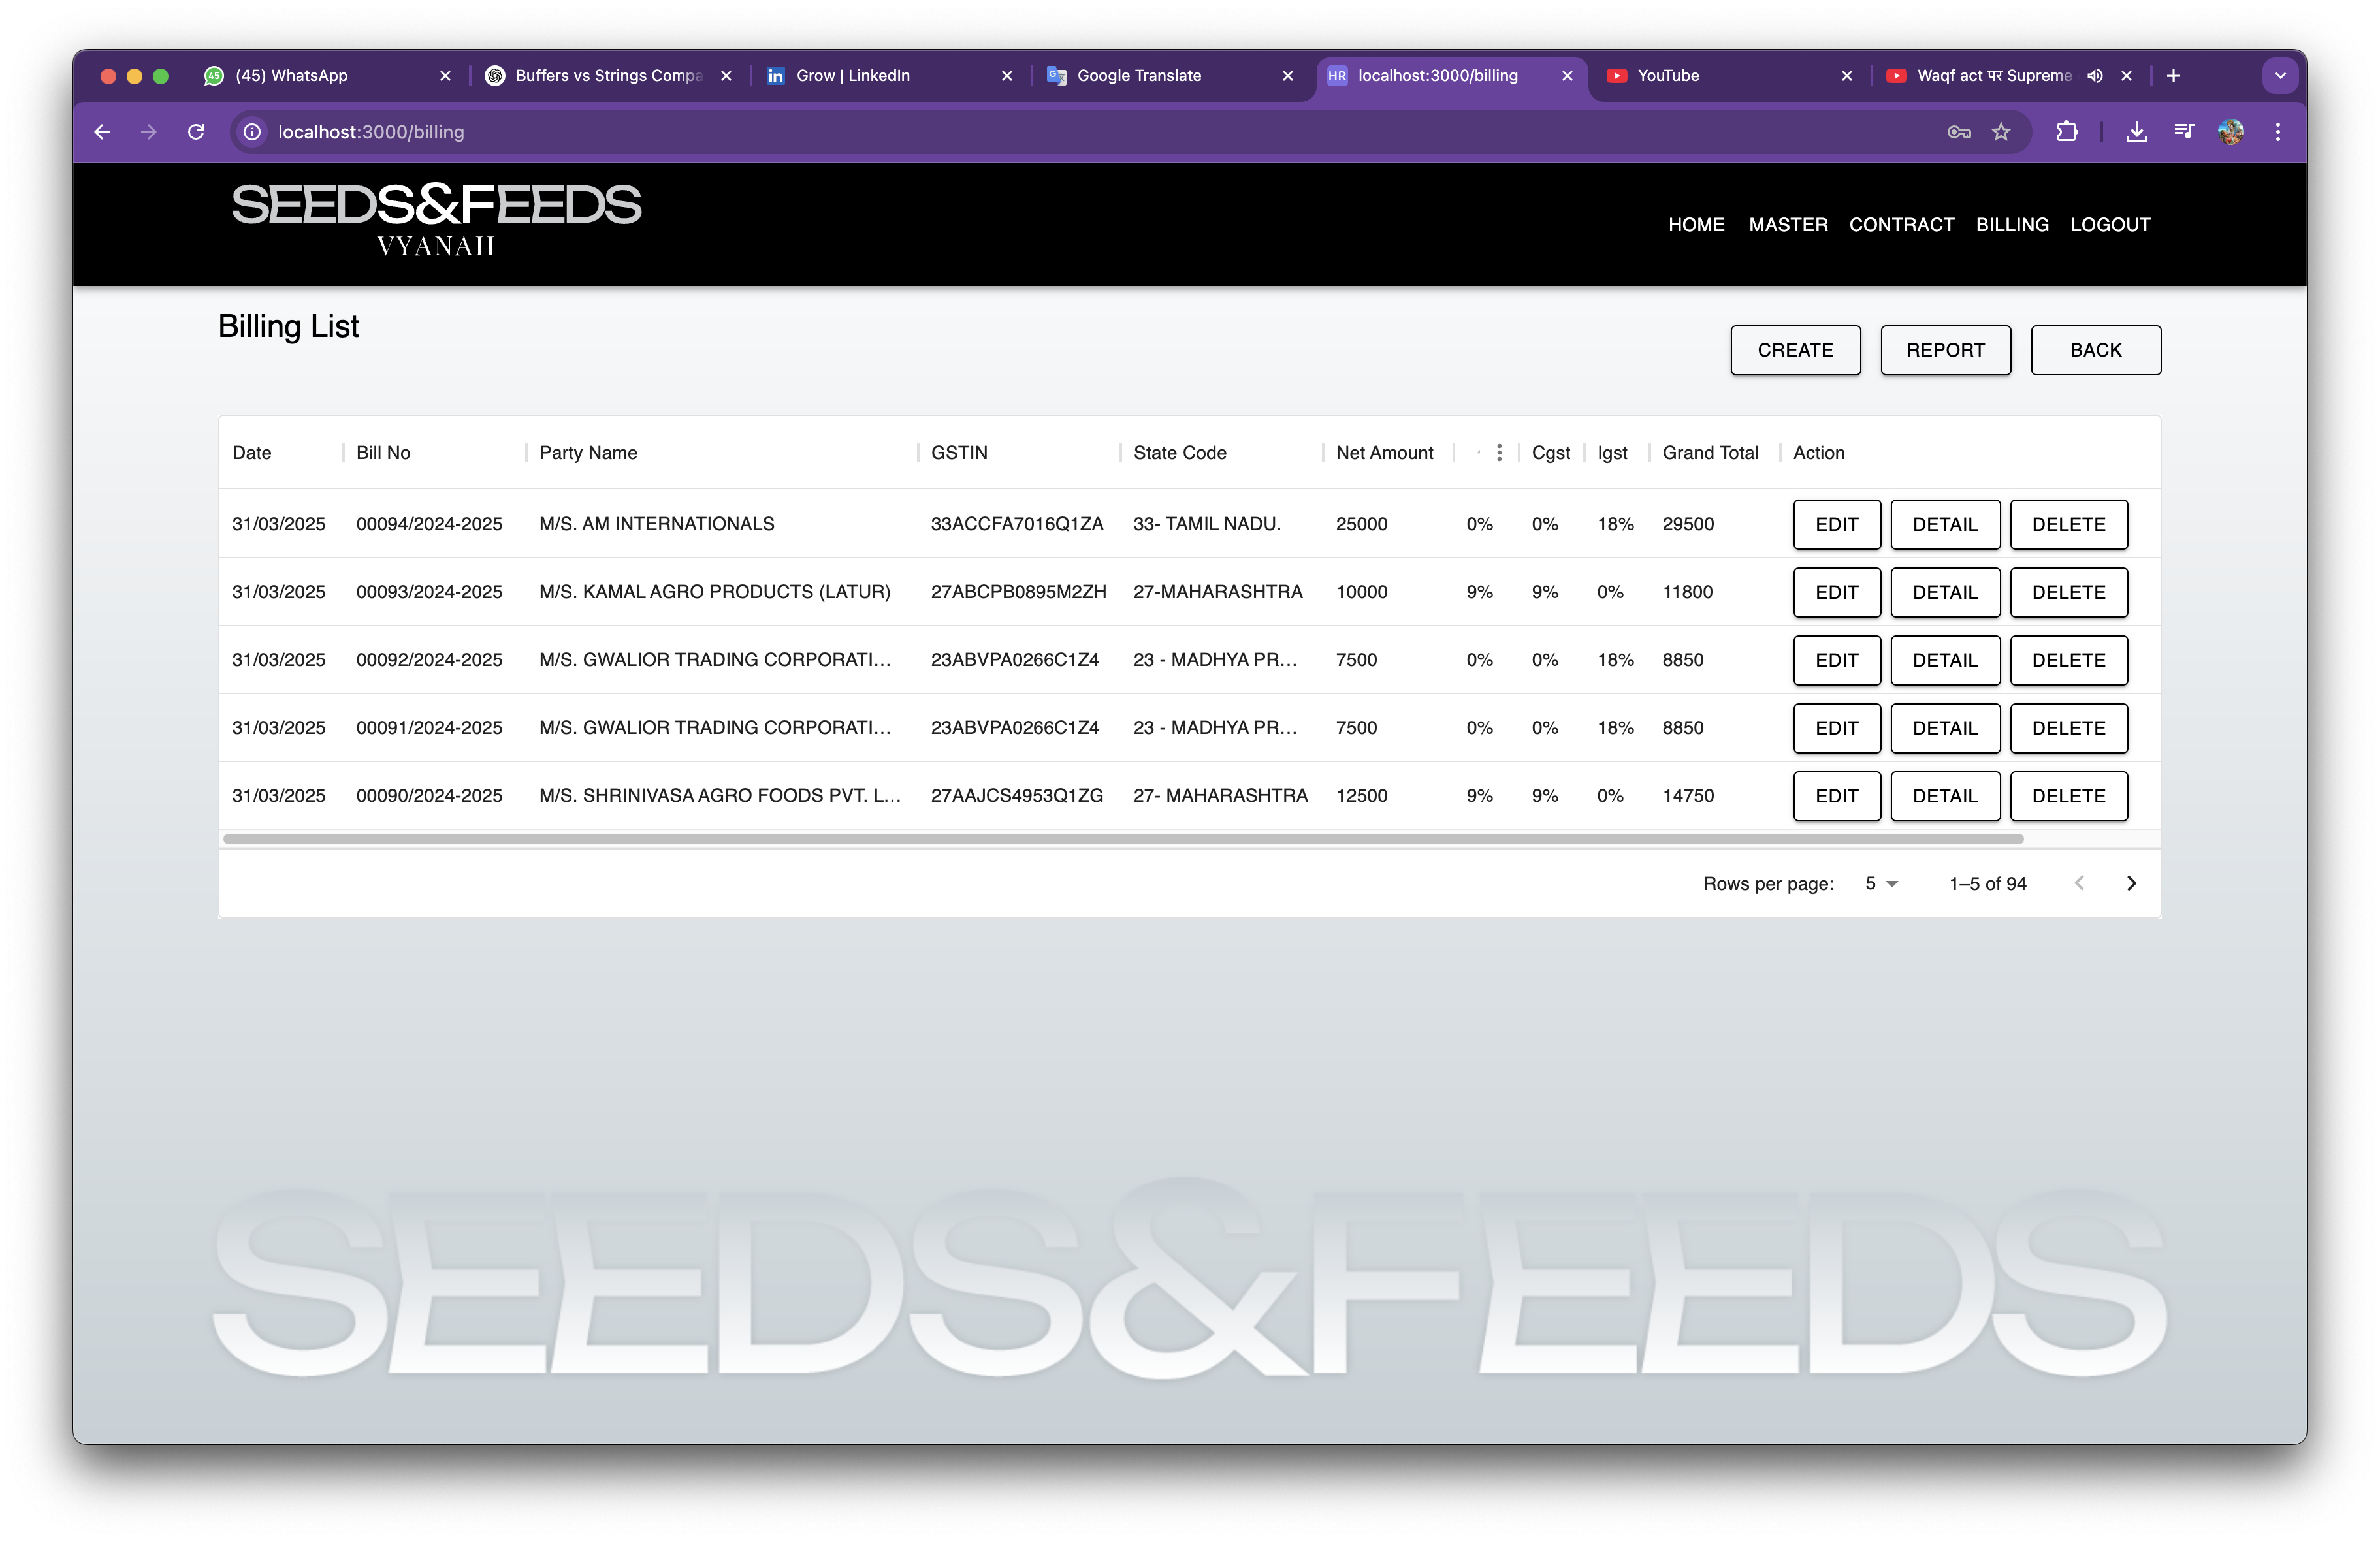 45 (45) WhatsApp Buffers vs Strings Compa in Grow | LinkedIn Google Translate HR localhost:3000/billing YouTube Waqf act पर Supreme
localhost:3000/billing
SEEDS&FEEDS
VYANAH
HOME MASTER CONTRACT BILLING LOGOUT
Billing List
CREATE REPORT BACK
Date Bill No Party Name GSTIN State Code Net Amount Cgst Igst Grand Total Action
31/03/2025 00094/2024-2025 M/S. AM INTERNATIONALS 33ACCFA7016Q1ZA 33- TAMIL NADU. 25000 0% 0% 18% 29500 EDIT DETAIL DELETE
31/03/2025 00093/2024-2025 M/S. KAMAL AGRO PRODUCTS (LATUR) 27ABCPB0895M2ZH 27-MAHARASHTRA 10000 9% 9% 0% 11800 EDIT DETAIL DELETE
31/03/2025 00092/2024-2025 M/S. GWALIOR TRADING CORPORATI... 23ABVPA0266C1Z4 23 - MADHYA PR... 7500 0% 0% 18% 8850 EDIT DETAIL DELETE
31/03/2025 00091/2024-2025 M/S. GWALIOR TRADING CORPORATI... 23ABVPA0266C1Z4 23 - MADHYA PR... 7500 0% 0% 18% 8850 EDIT DETAIL DELETE
31/03/2025 00090/2024-2025 M/S. SHRINIVASA AGRO FOODS PVT. L... 27AAJCS4953Q1ZG 27- MAHARASHTRA 12500 9% 9% 0% 14750 EDIT DETAIL DELETE
Rows per page: 5 1–5 of 94
SEEDS&FEEDS